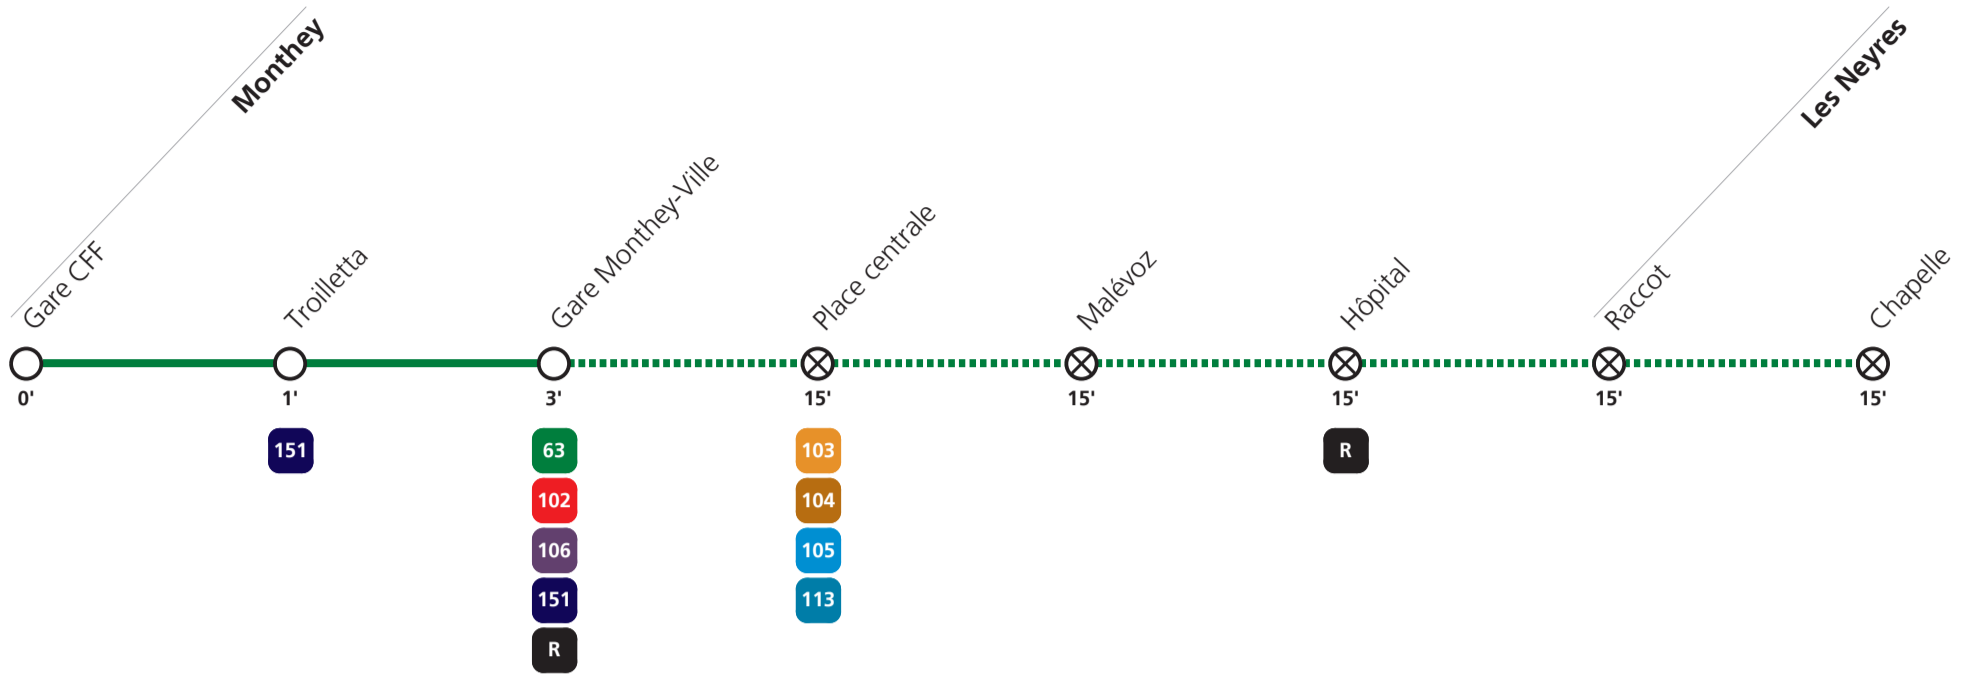 Monthey
Les Neyres
Gare CFF
Troilletta
Gare Monthey-Ville
Place centrale
Malévoz
Hôpital
Raccot
Chapelle
0'
1'
3'
15'
15'
15'
15'
15'
151
63
102
106
151
R
103
104
105
113
R